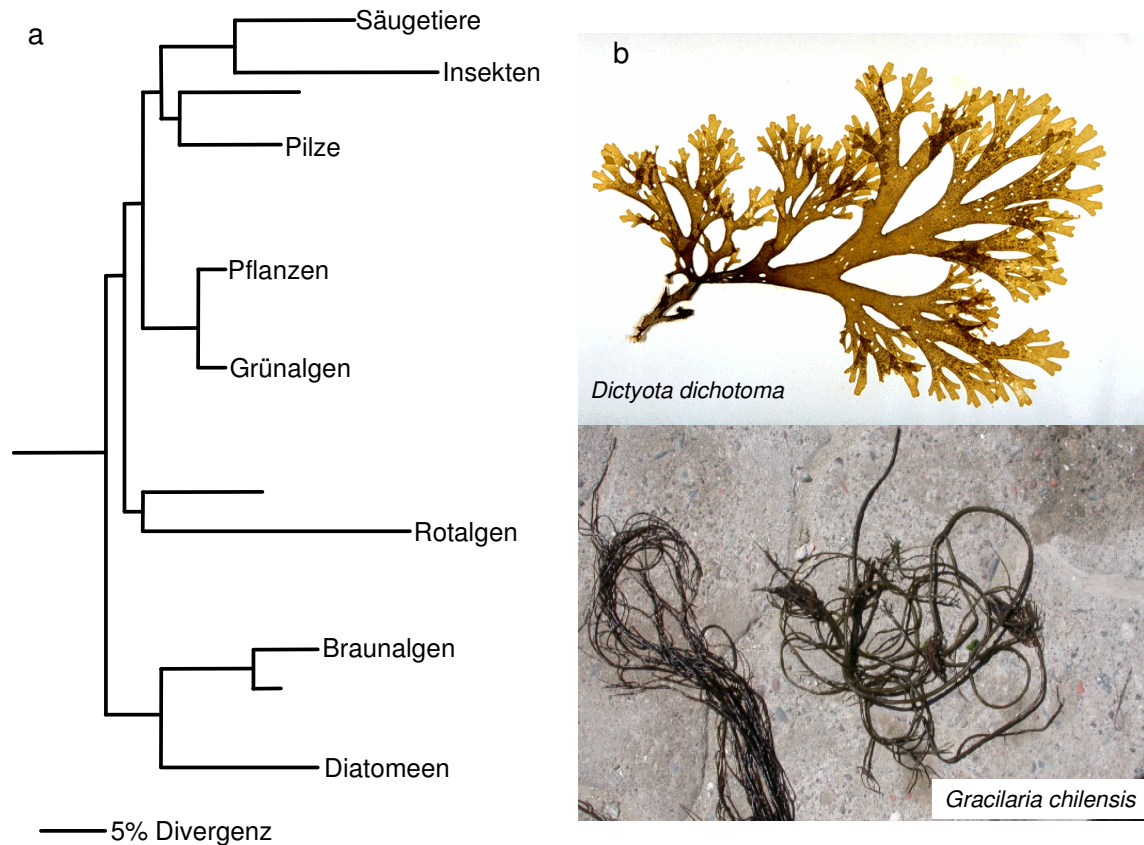 a
Säugetiere
Insekten
Pilze
Pflanzen
Grünalgen
Rotalgen
Braunalgen
Diatomeen
5% Divergenz
b
Dictyota dichotoma
Gracilaria chilensis